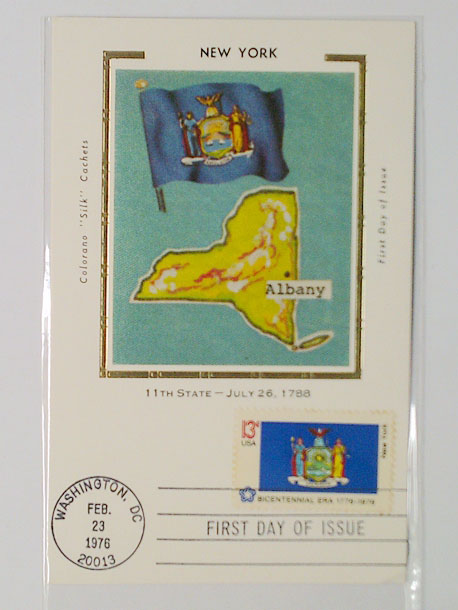 NEW YORK
Colorano "Silk" Cachets
First Day of Issue
Albany
11TH STATE — JULY 26, 1788
13c
USA
NEW YORK
BICENTENNIAL ERA 1776-1976
WASHINGTON, DC
FEB.
23
1976
20013
FIRST DAY OF ISSUE